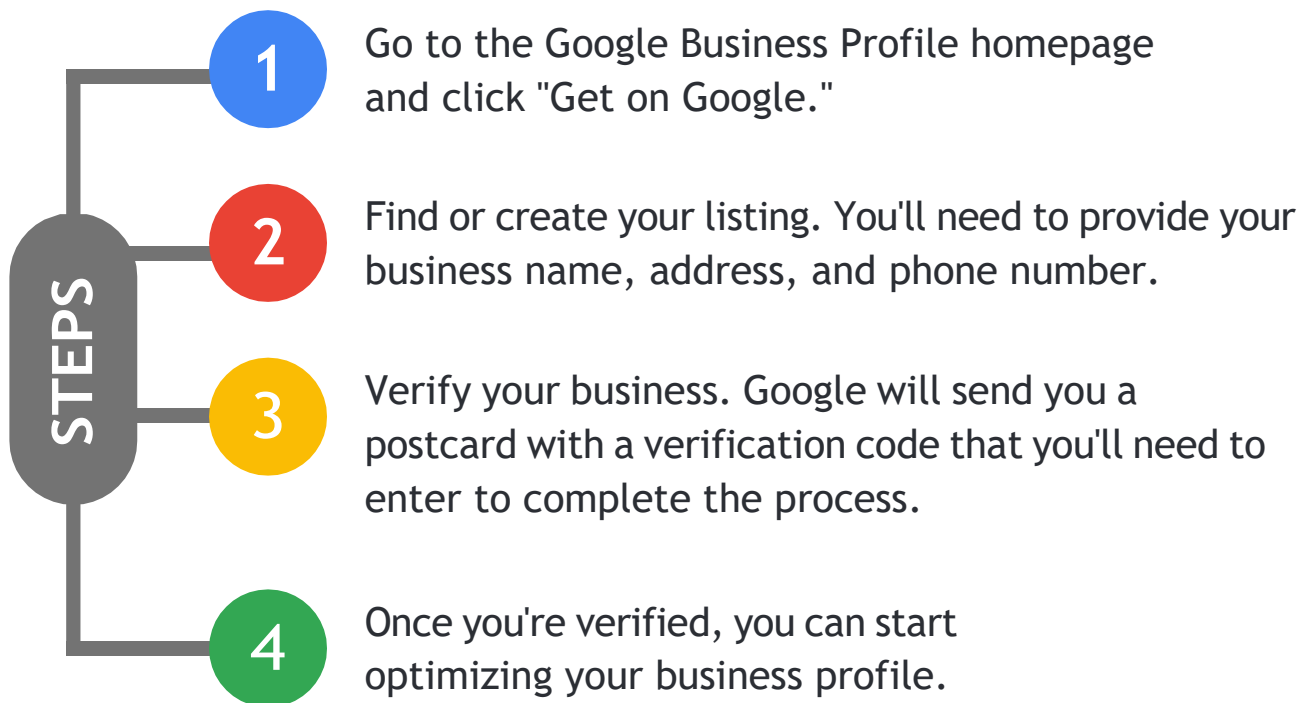 STEPS
1
Go to the Google Business Profile homepage
and click "Get on Google."
2
Find or create your listing. You'll need to provide your
business name, address, and phone number.
3
Verify your business. Google will send you a
postcard with a verification code that you'll need to
enter to complete the process.
4
Once you're verified, you can start
optimizing your business profile.